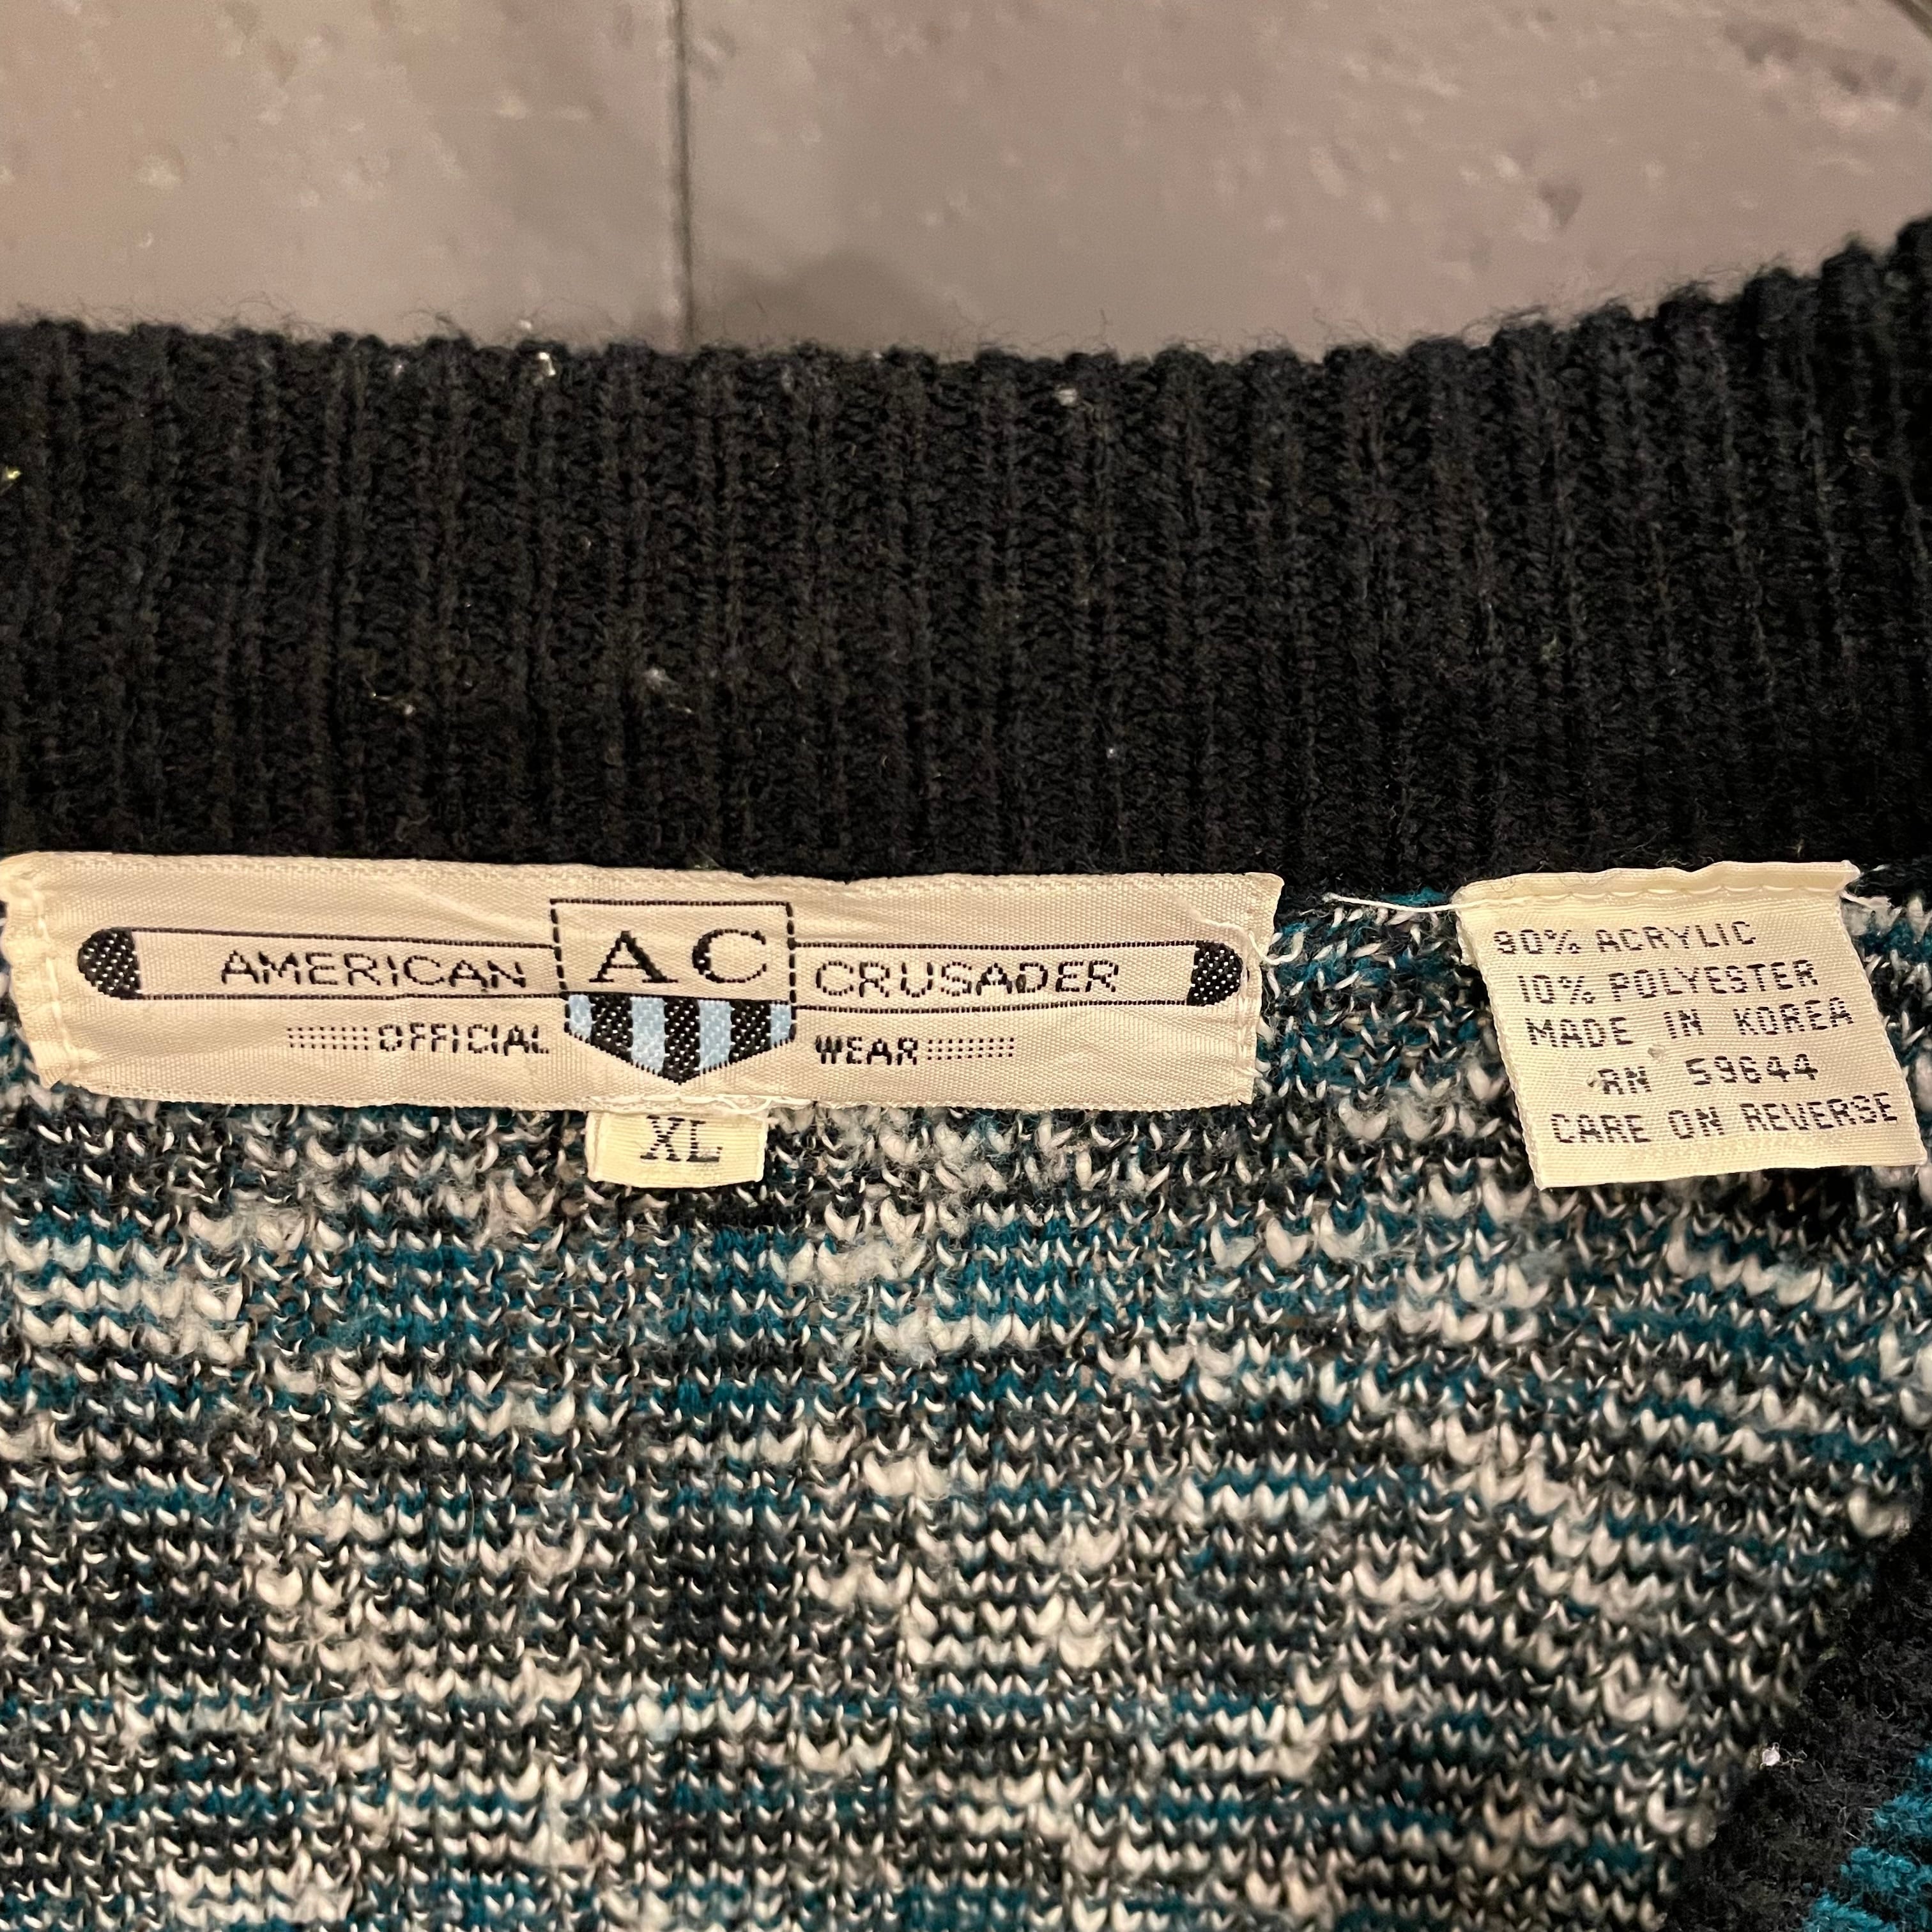 AMERICAN AC CRUSADER
OFFICIAL WEAR
XL
90% ACRYLIC
10% POLYESTER
MADE IN KOREA
RN 59644
CARE ON REVERSE